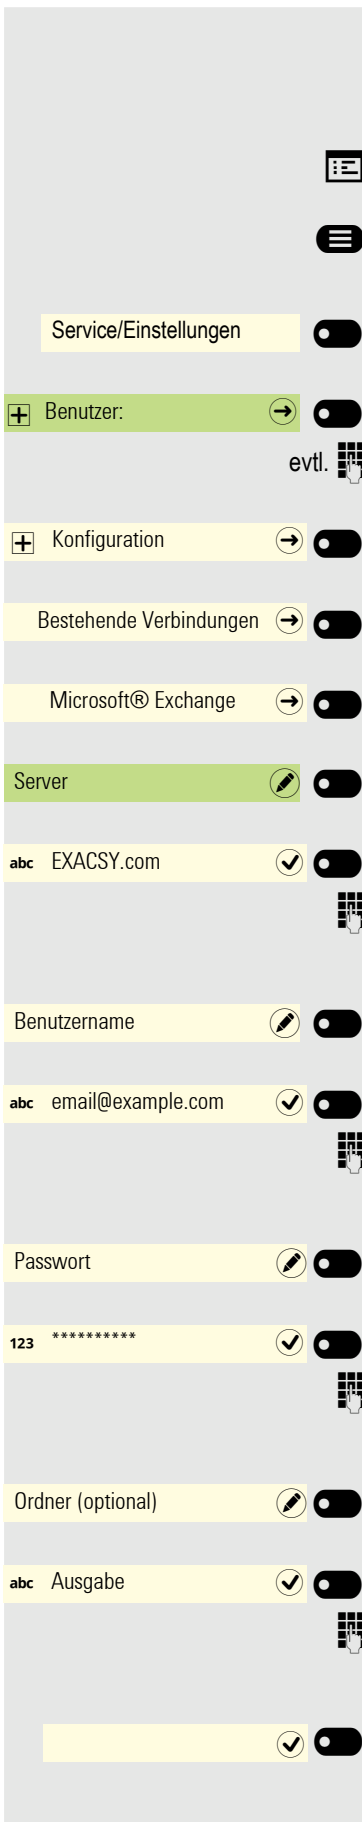 Service/Einstellungen
Benutzer:
evtl.
Konfiguration
Bestehende Verbindungen
Microsoft® Exchange
Server
abc EXACSY.com
Benutzername
abc email@example.com
Passwort
123 **********
Ordner (optional)
abc Ausgabe